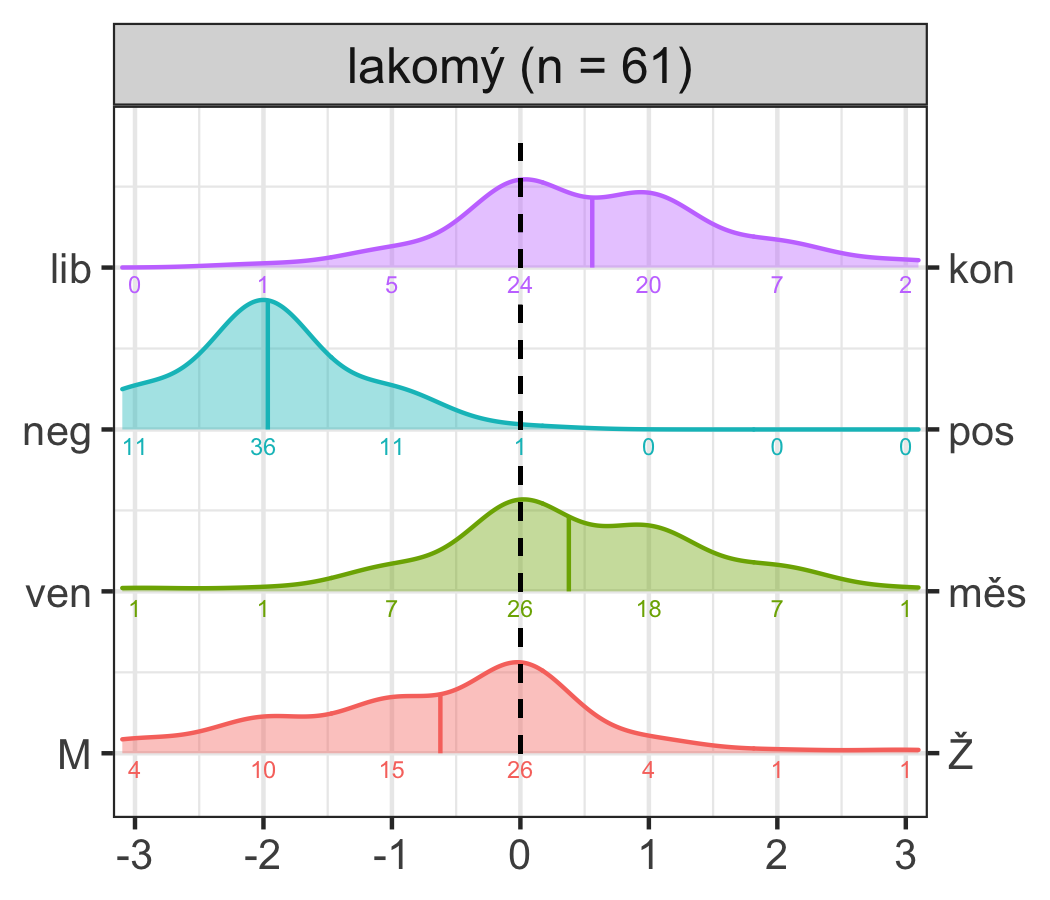 lakomý (n = 61)
lib kon
0 1 5 24 20 7 2
neg pos
11 36 11 1 0 0 0
ven měs
1 1 7 26 18 7 1
M Ž
4 10 15 26 4 1 1
-3 -2 -1 0 1 2 3